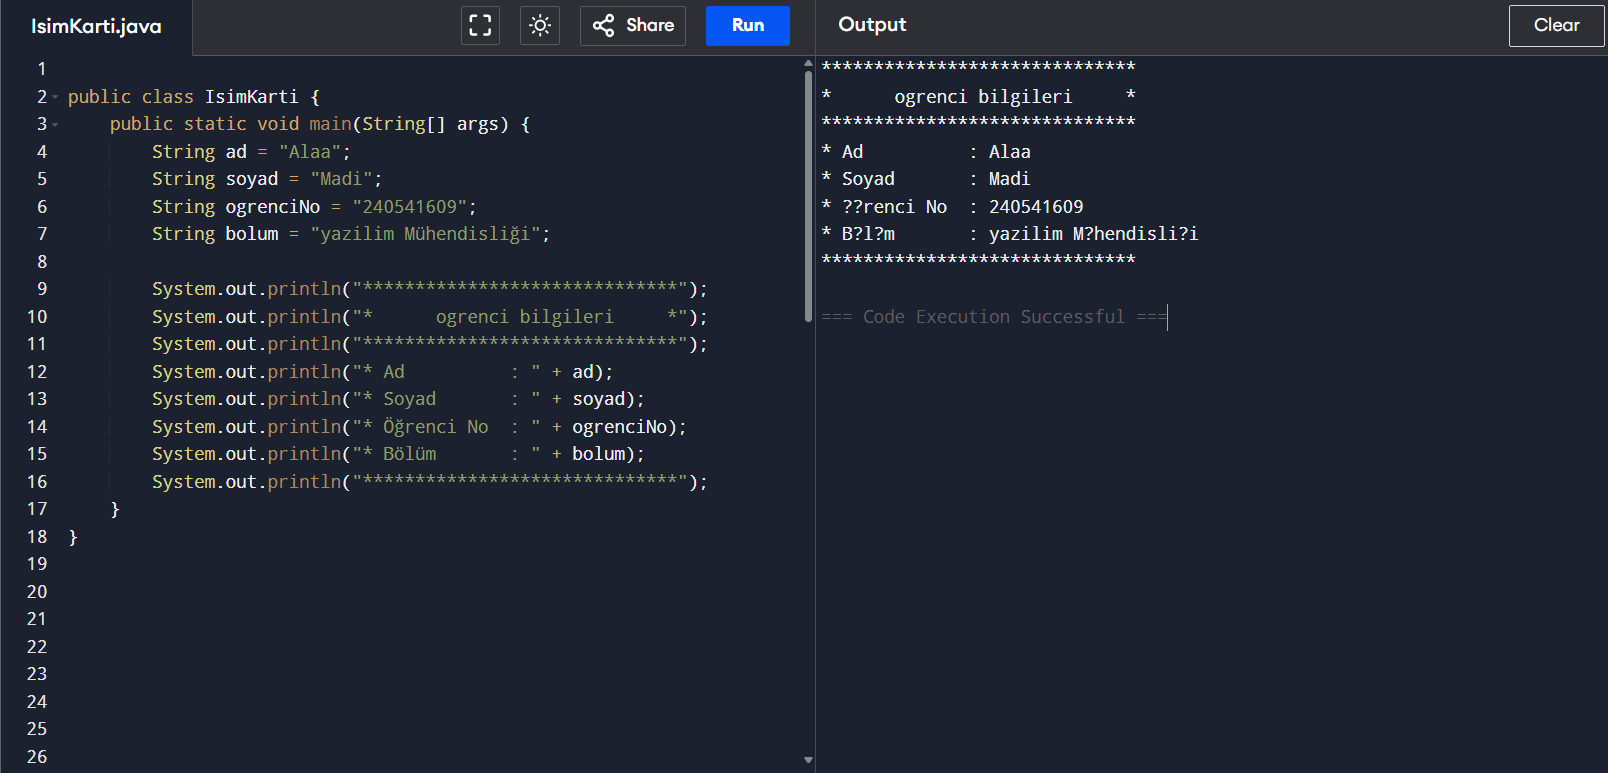 IsimKarti.java
Share
Run
Output
Clear
1
2 public class IsimKarti {
3     public static void main(String[] args) {
4         String ad = "Alaa";
5         String soyad = "Madi";
6         String ogrenciNo = "240541609";
7         String bolum = "yazilim Mühendisliği";
8
9         System.out.println("******************************");
10         System.out.println("*      ogrenci bilgileri     *");
11         System.out.println("******************************");
12         System.out.println("* Ad          : " + ad);
13         System.out.println("* Soyad       : " + soyad);
14         System.out.println("* Öğrenci No  : " + ogrenciNo);
15         System.out.println("* Bölüm       : " + bolum);
16         System.out.println("******************************");
17     }
18 }
19
20
21
22
23
24
25
26
******************************
*      ogrenci bilgileri     *
******************************
* Ad          : Alaa
* Soyad       : Madi
* ??renci No  : 240541609
* B?l?m       : yazilim M?hendisli?i
******************************
=== Code Execution Successful ===